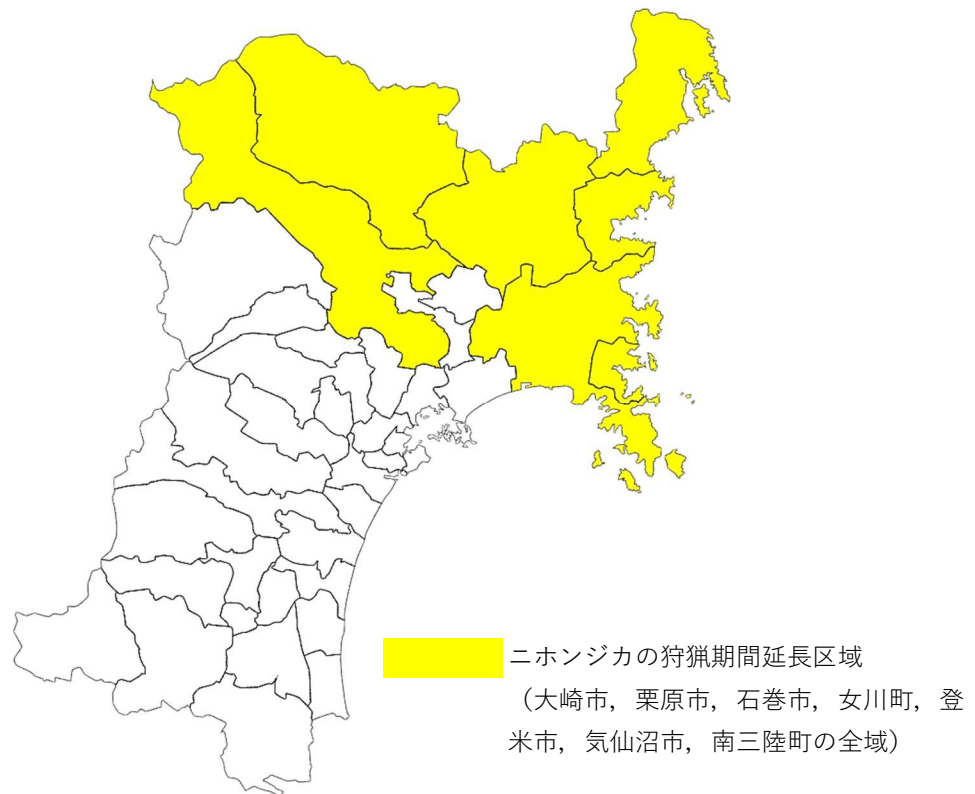 ニホンジカの狩猟期間延長区域
（大崎市，栗原市，石巻市，女川町，登
米市，気仙沼市，南三陸町の全域）